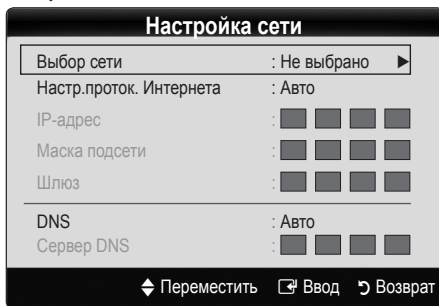 Настройка сети
Выбор сети : Не выбрано ►
Настр.проток. Интернета : Авто
IP-адрес :
Маска подсети :
Шлюз :
DNS : Авто
Сервер DNS :
Переместить Ввод Возврат